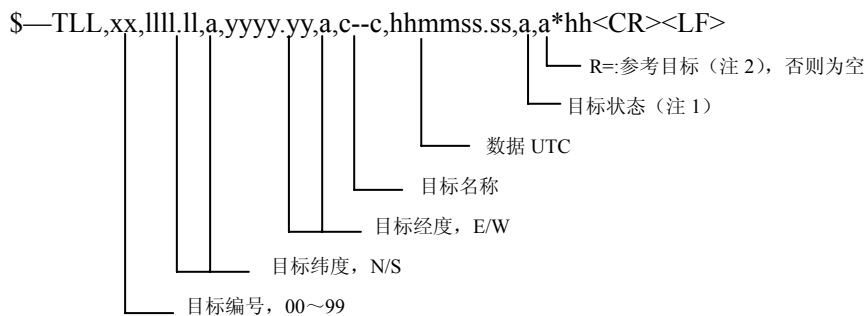 $—TLL,xx,llll.ll,a,yyyy.yy,a,c--c,hhmmss.ss,a,a*hh<CR><LF>
R=:参考目标（注 2），否则为空
目标状态（注 1）
数据 UTC
目标名称
目标经度，E/W
目标纬度，N/S
目标编号，00～99